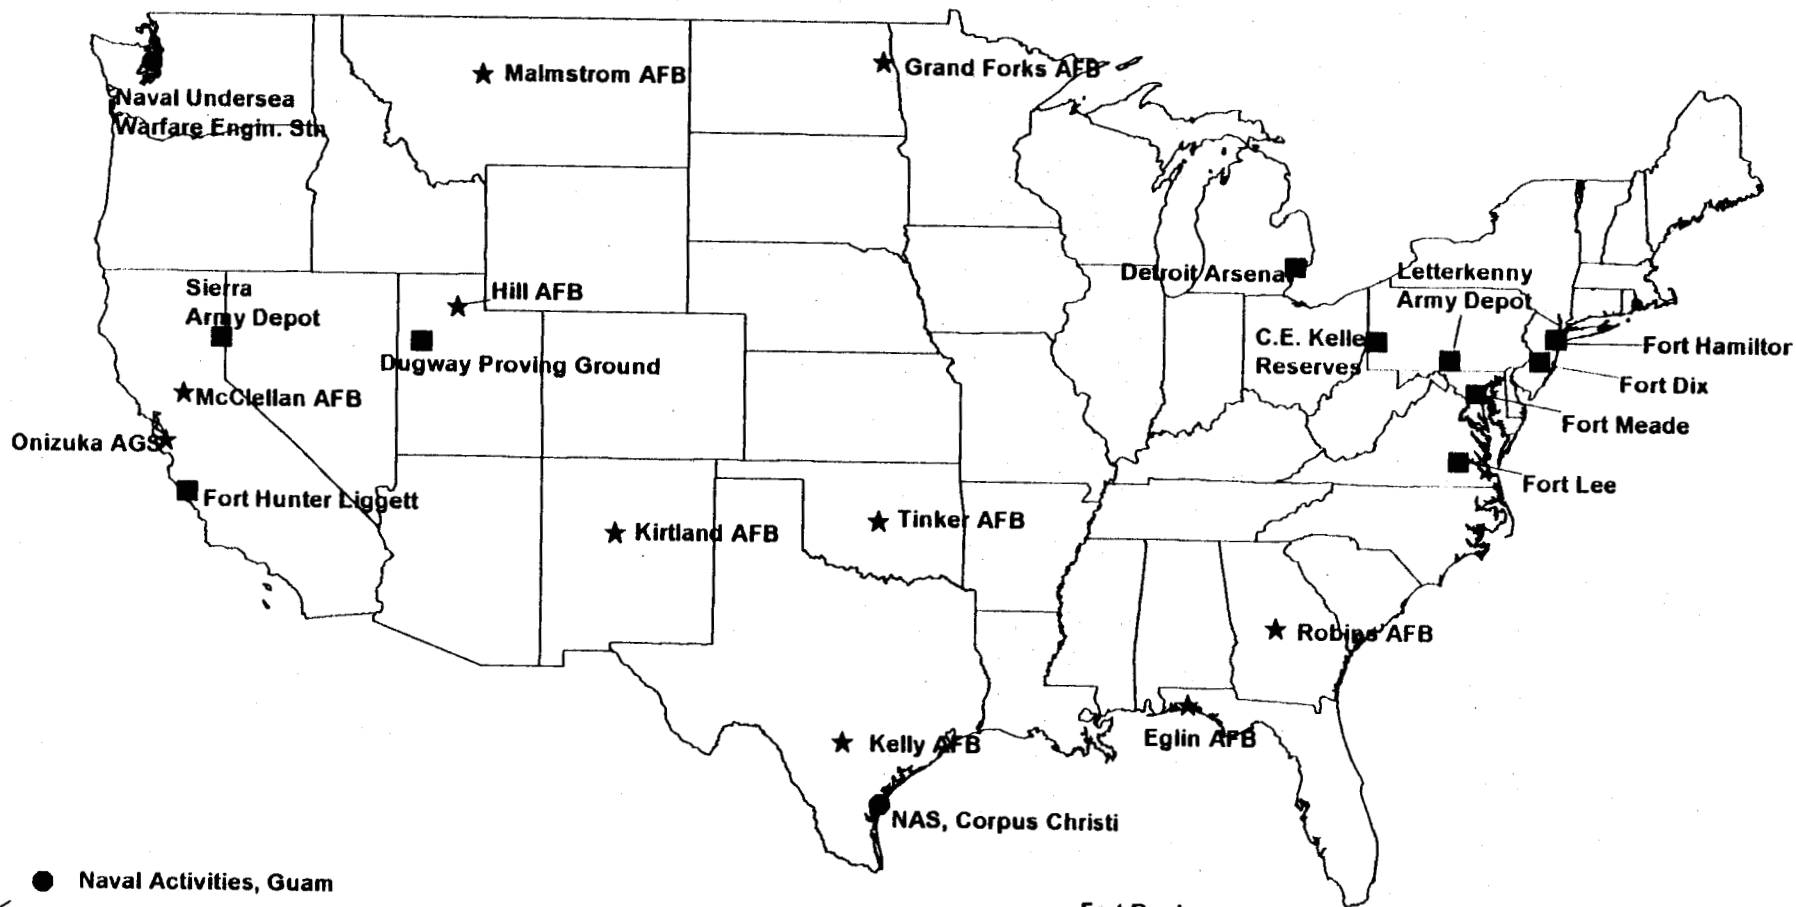 Malmstrom AFB
Grand Forks AFB
Naval Undersea
Warfare Engin. Stn
Sierra
Army Depot
Hill AFB
Dugway Proving Ground
Detroit Arsenal
Letterkenny
Army Depot
C.E. Kelle
Reserves
Fort Hamilton
Fort Dix
Fort Meade
Fort Lee
McClellan AFB
Onizuka AGS
Fort Hunter Liggett
Kirtland AFB
Tinker AFB
Robins AFB
Eglin AFB
Kelly AFB
NAS, Corpus Christi
Naval Activities, Guam